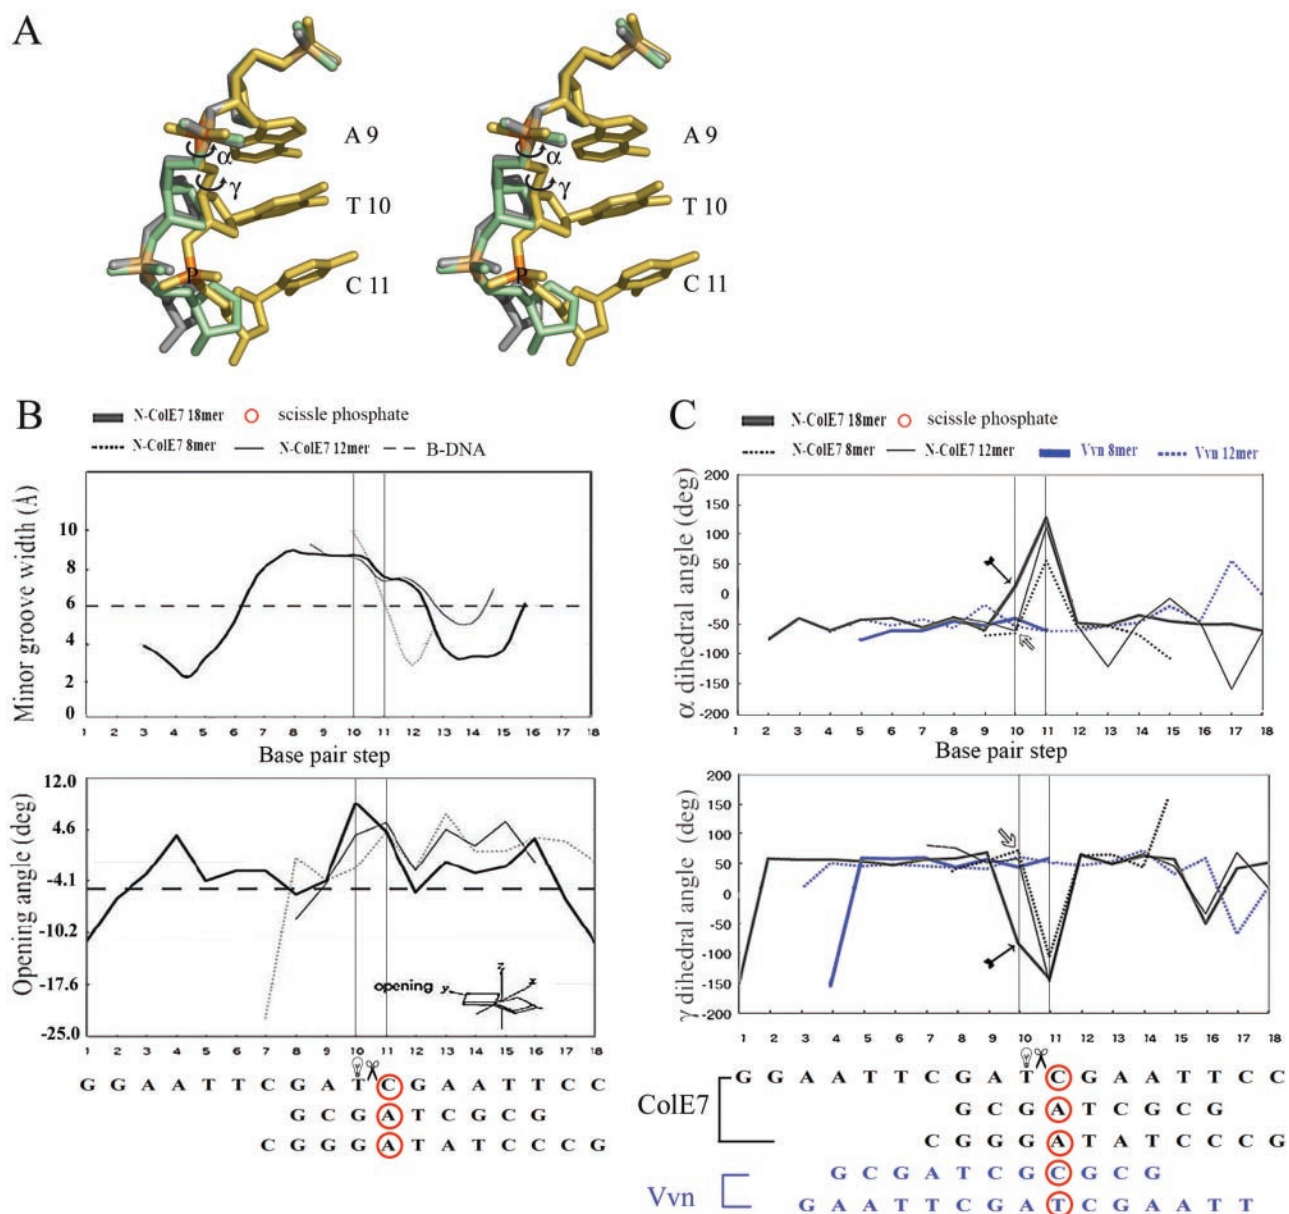 A
A 9
α
γ
T 10
P
C 11
A 9
α
γ
T 10
P
C 11
B
N-ColE7 18mer scissle phosphate
N-ColE7 8mer N-ColE7 12mer B-DNA
Minor groove width (Å)
10
8
6
4
2
0
1 2 3 4 5 6 7 8 9 10 11 12 13 14 15 16 17 18
Base pair step
Opening angle (deg)
12.0
4.6
-4.1
-10.2
-17.6
-25.0
opening
z
y
x
1 2 3 4 5 6 7 8 9 10 11 12 13 14 15 16 17 18
G G A A T T C G A T C G A A T T C C
G C G A T C G C G
C G G G A T A T C C C G
C
N-ColE7 18mer scissle phosphate
N-ColE7 8mer N-ColE7 12mer Vvn 8mer Vvn 12mer
α dihedral angle (deg)
200
150
100
50
0
-50
-100
-150
-200
1 2 3 4 5 6 7 8 9 10 11 12 13 14 15 16 17 18
Base pair step
γ dihedral angle (deg)
200
150
100
50
0
-50
-100
-150
-200
1 2 3 4 5 6 7 8 9 10 11 12 13 14 15 16 17 18
ColE7
G G A A T T C G A T C G A A T T C C
G C G A T C G C G
C G G G A T A T C C C G
Vvn
G C G A T C G C G C G
G A A T T C G A T C G A A T T